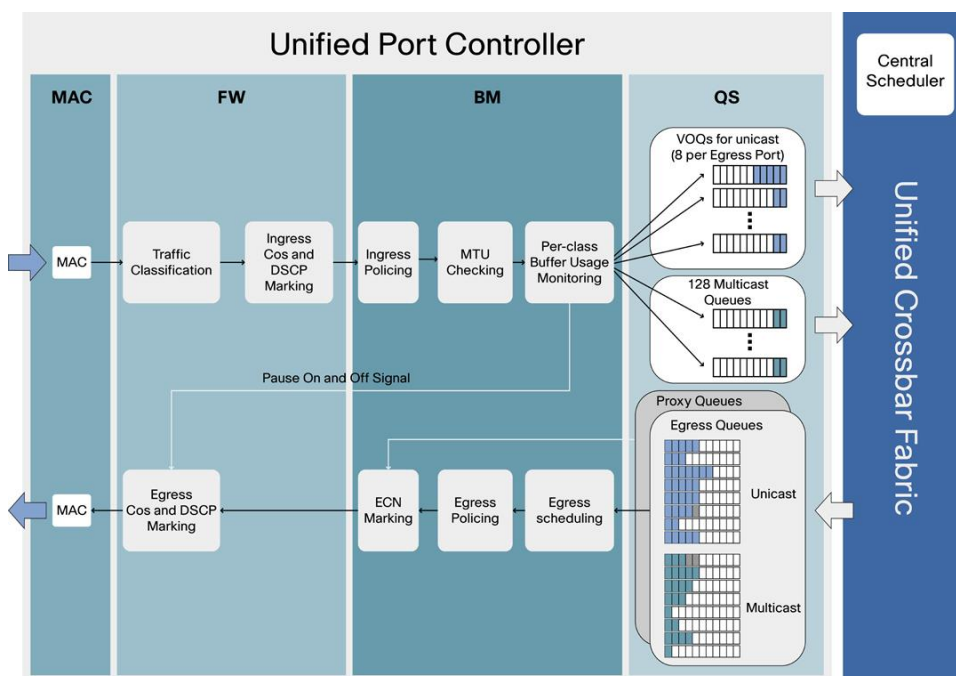 Unified Port Controller
Central
Scheduler
MAC
FW
BM
QS
VOQs for unicast
(8 per Egress Port)
MAC
Traffic
Classification
Ingress
Cos and
DSCP
Marking
Ingress
Policing
MTU
Checking
Per-class
Buffer Usage
Monitoring
128 Multicast
Queues
Unified Crossbar Fabric
Pause On and Off Signal
Proxy Queues
Egress Queues
Unicast
Multicast
MAC
Egress
Cos and DSCP
Marking
ECN
Marking
Egress
Policing
Egress
scheduling